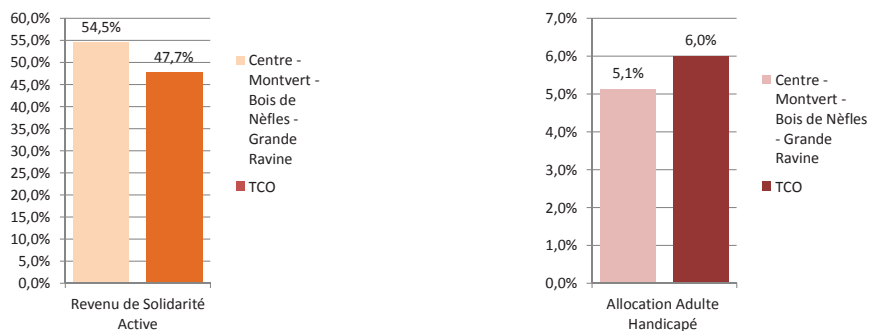 60,0%
55,0%
50,0%
45,0%
40,0%
35,0%
30,0%
25,0%
20,0%
15,0%
10,0%
5,0%
0,0%
54,5%
47,7%
Revenu de Solidarité
Active
Centre -
Montvert -
Bois de
Nèfles -
Grande
Ravine
TCO
7,0%
6,0%
5,0%
4,0%
3,0%
2,0%
1,0%
0,0%
5,1%
6,0%
Allocation Adulte
Handicapé
Centre -
Montvert -
Bois de Nèfles
- Grande
Ravine
TCO